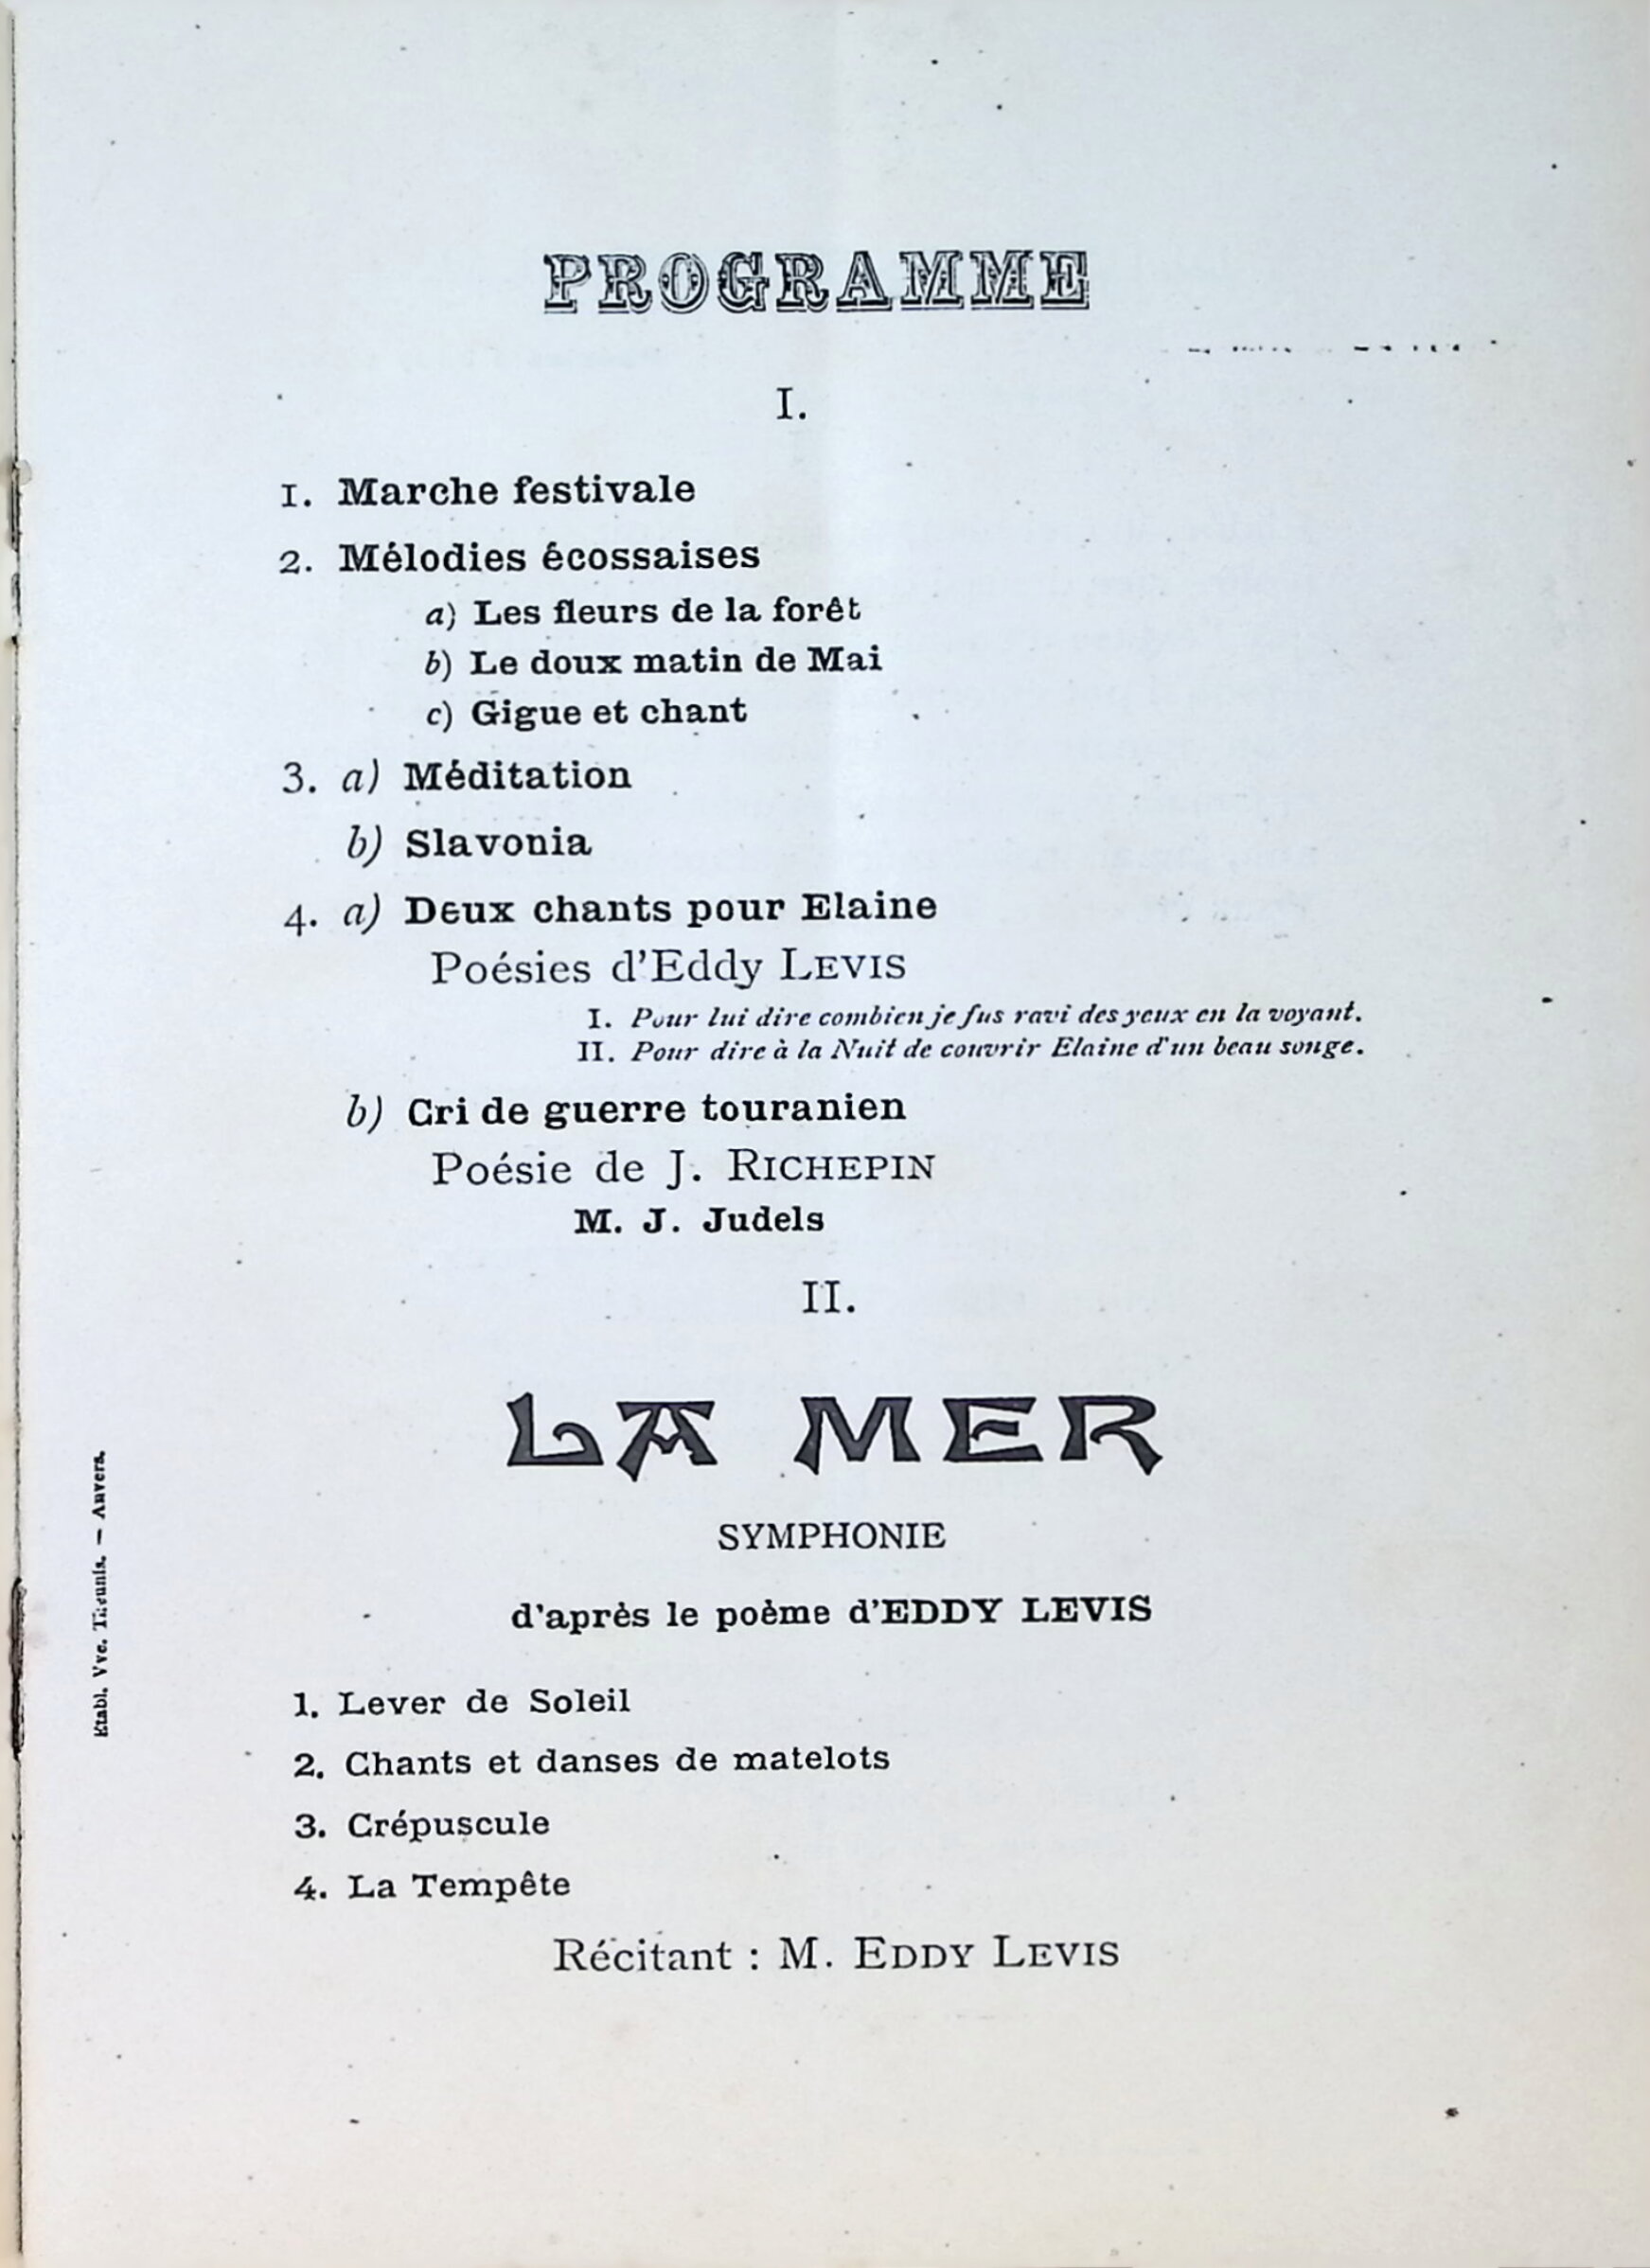 PROGRAMME
I.
1. Marche festivale
2. Mélodies écossaises
a) Les fleurs de la forêt
b) Le doux matin de Mai
c) Gigue et chant
3. a) Méditation
b) Slavonia
4. a) Deux chants pour Elaine
Poésies d'Eddy LEVIS
I. Pour lui dire combien je fus ravi des yeux en la voyant.
II. Pour dire à la Nuit de couvrir Elaine d'un beau songe.
b) Cri de guerre touranien
Poésie de J. RICHEPIN
M. J. Judels
II.
LA MER
SYMPHONIE
d'après le poème d'EDDY LEVIS
1. Lever de Soleil
2. Chants et danses de matelots
3. Crépuscule
4. La Tempête
Récitant : M. EDDY LEVIS
Etabl. Vve. Theunis. — Anvers.